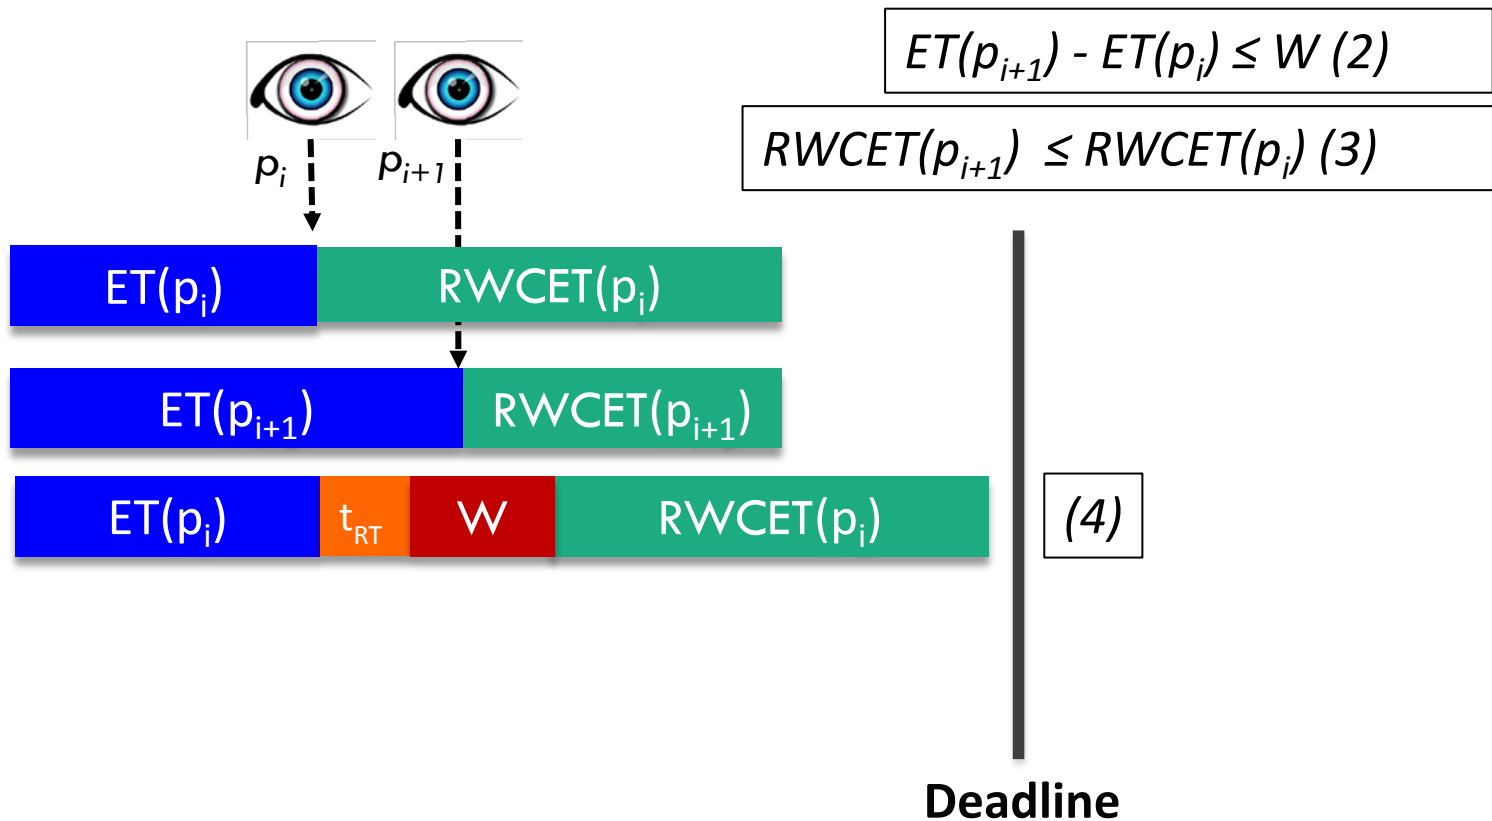 ET(pᵢ₊₁) - ET(pᵢ) ≤ W (2)
RWCET(pᵢ₊₁) ≤ RWCET(pᵢ) (3)
pᵢ pᵢ₊₁
ET(pᵢ) RWCET(pᵢ)
ET(pᵢ₊₁) RWCET(pᵢ₊₁)
ET(pᵢ) t_RT W RWCET(pᵢ) (4)
Deadline